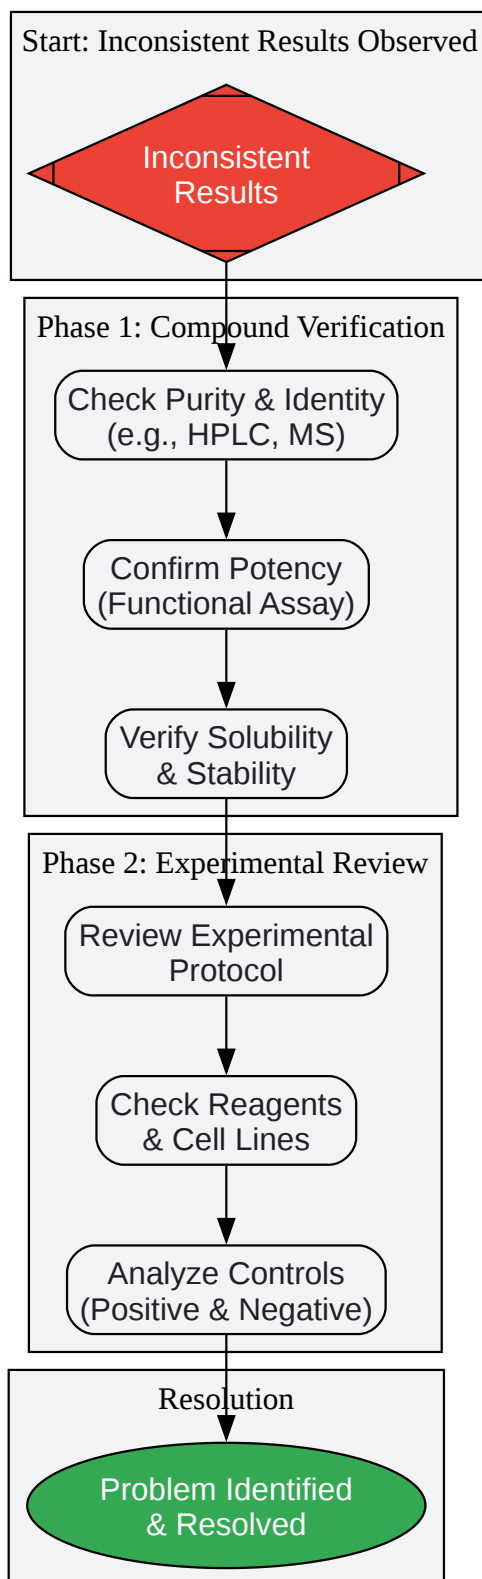 Start: Inconsistent Results Observed
Inconsistent
Results
Phase 1: Compound Verification
Check Purity & Identity
(e.g., HPLC, MS)
Confirm Potency
(Functional Assay)
Verify Solubility
& Stability
Phase 2: Experimental Review
Review Experimental
Protocol
Check Reagents
& Cell Lines
Analyze Controls
(Positive & Negative)
Resolution
Problem Identified
& Resolved